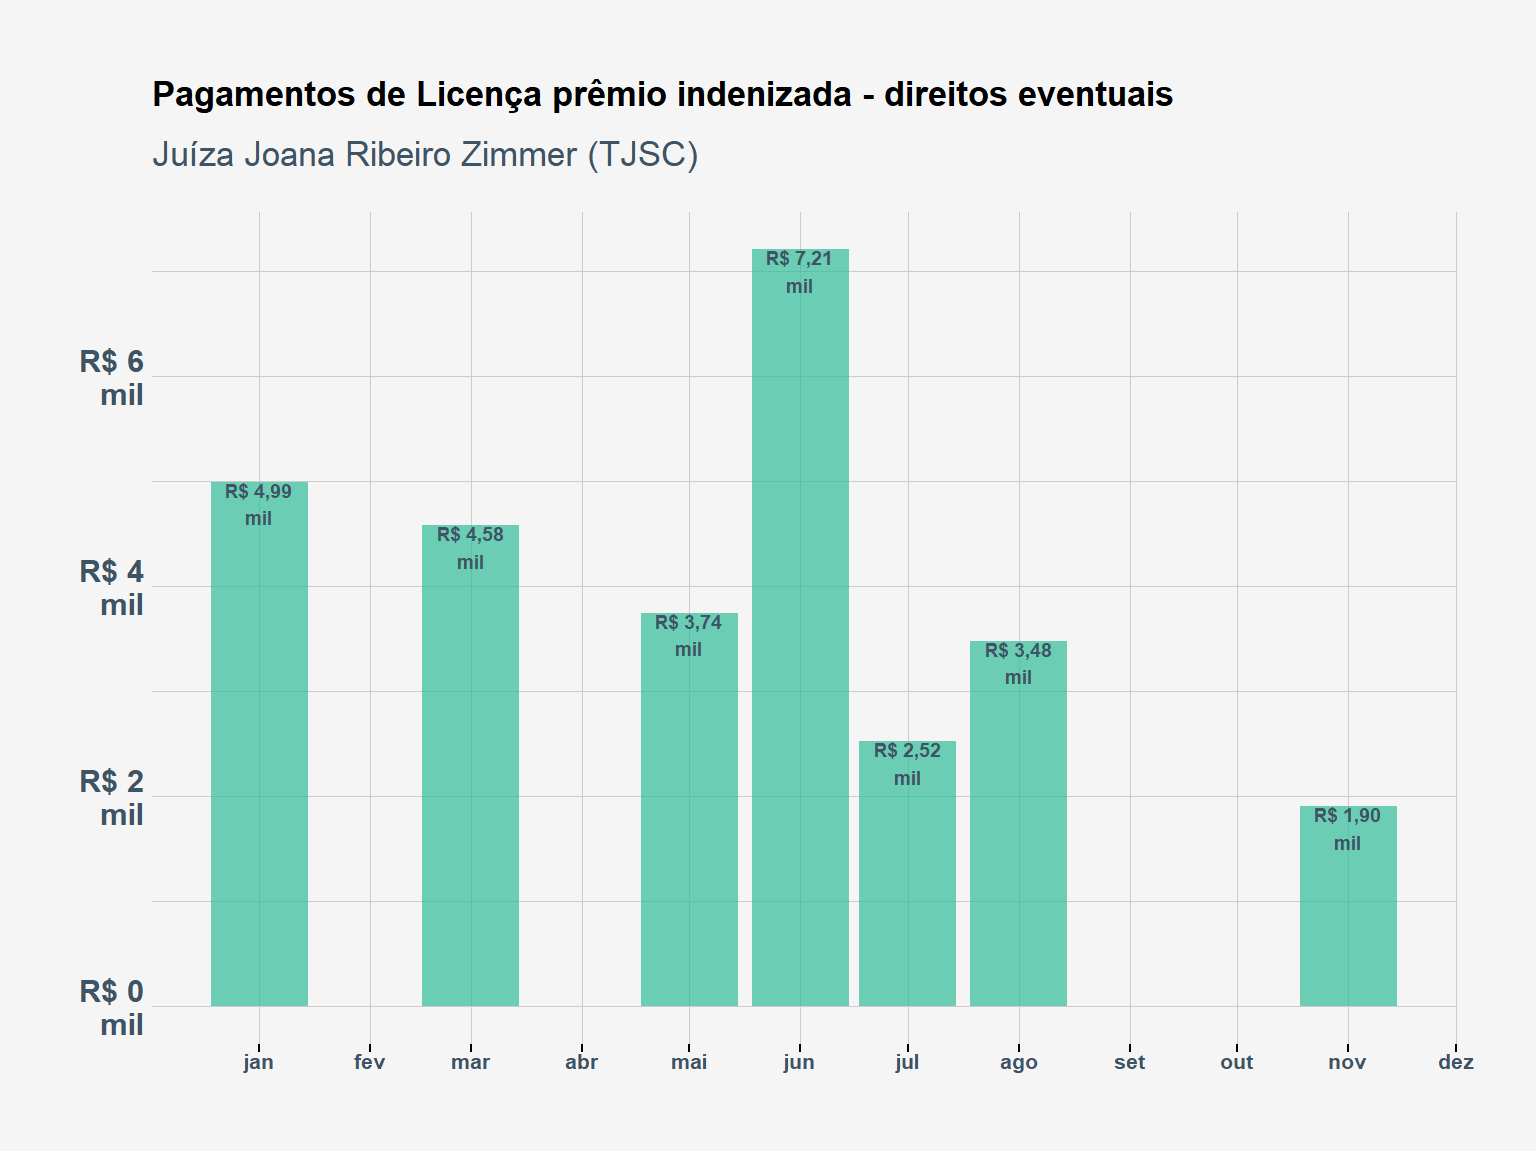 Pagamentos de Licença prêmio indenizada - direitos eventuais
Juíza Joana Ribeiro Zimmer (TJSC)
R$ 6
mil
R$ 4
mil
R$ 2
mil
R$ 0
mil
R$ 4,99
mil
R$ 4,58
mil
R$ 3,74
mil
R$ 7,21
mil
R$ 2,52
mil
R$ 3,48
mil
R$ 1,90
mil
jan fev mar abr mai jun jul ago set out nov dez